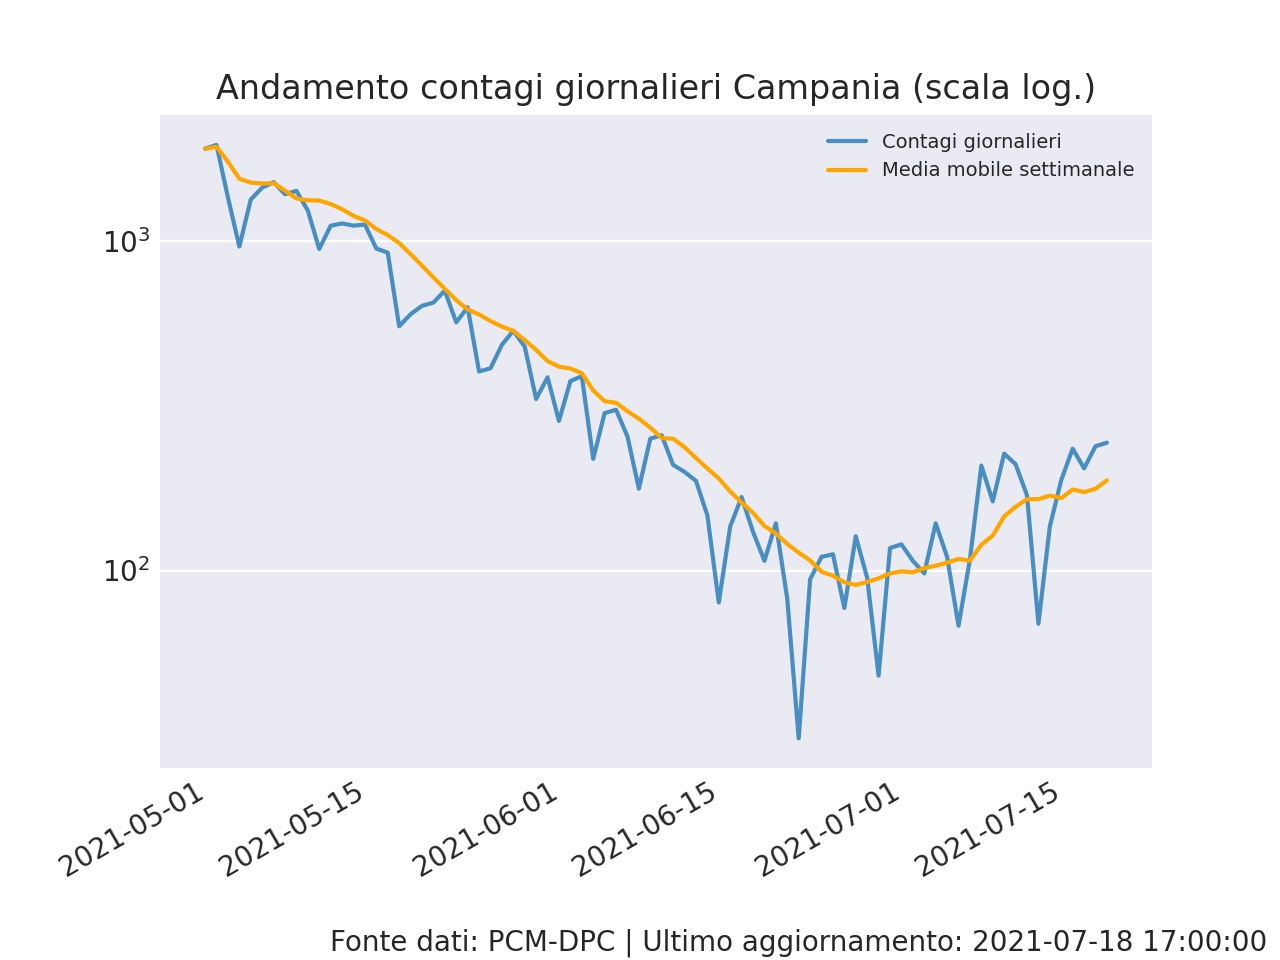 Andamento contagi giornalieri Campania (scala log.)
Contagi giornalieri
Media mobile settimanale
10³
10²
2021-05-01
2021-05-15
2021-06-01
2021-06-15
2021-07-01
2021-07-15
Fonte dati: PCM-DPC | Ultimo aggiornamento: 2021-07-18 17:00:00